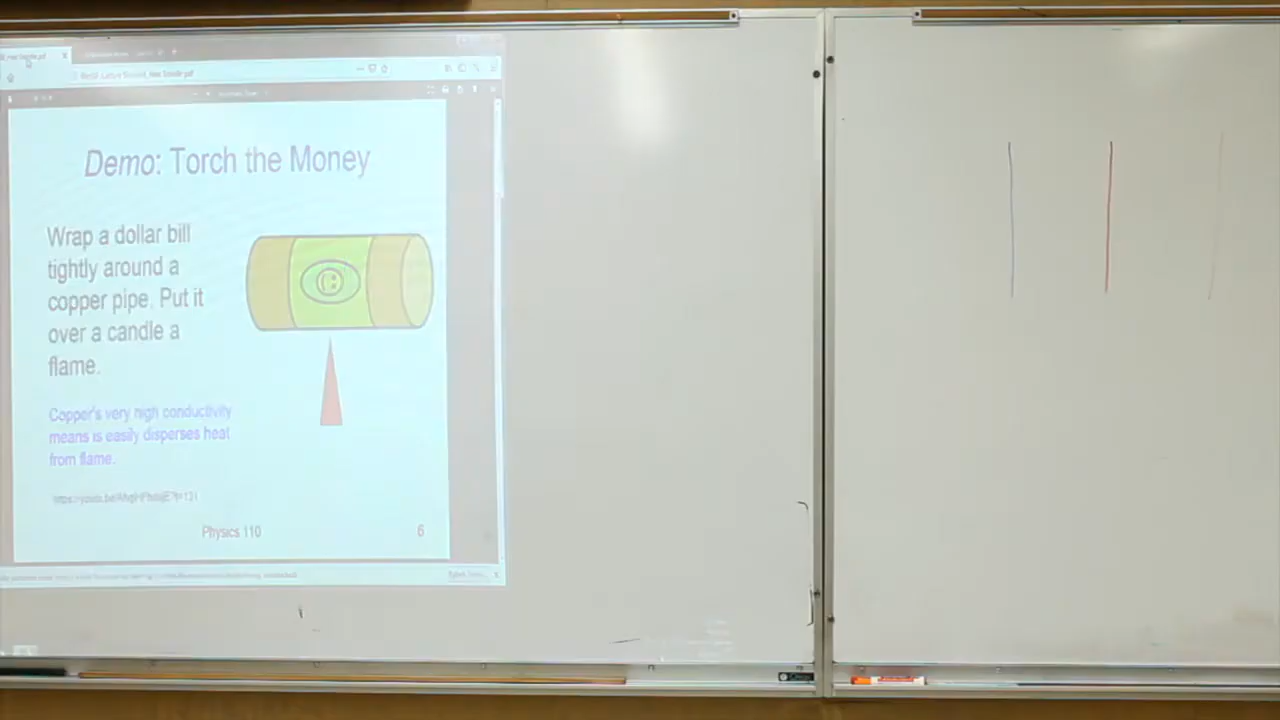 Demo: Torch the Money
Wrap a dollar bill
tightly around a
copper pipe. Put it
over a candle a
flame.
Copper's very high conductivity
means is easily disperses heat
from flame.
Physics 110
6